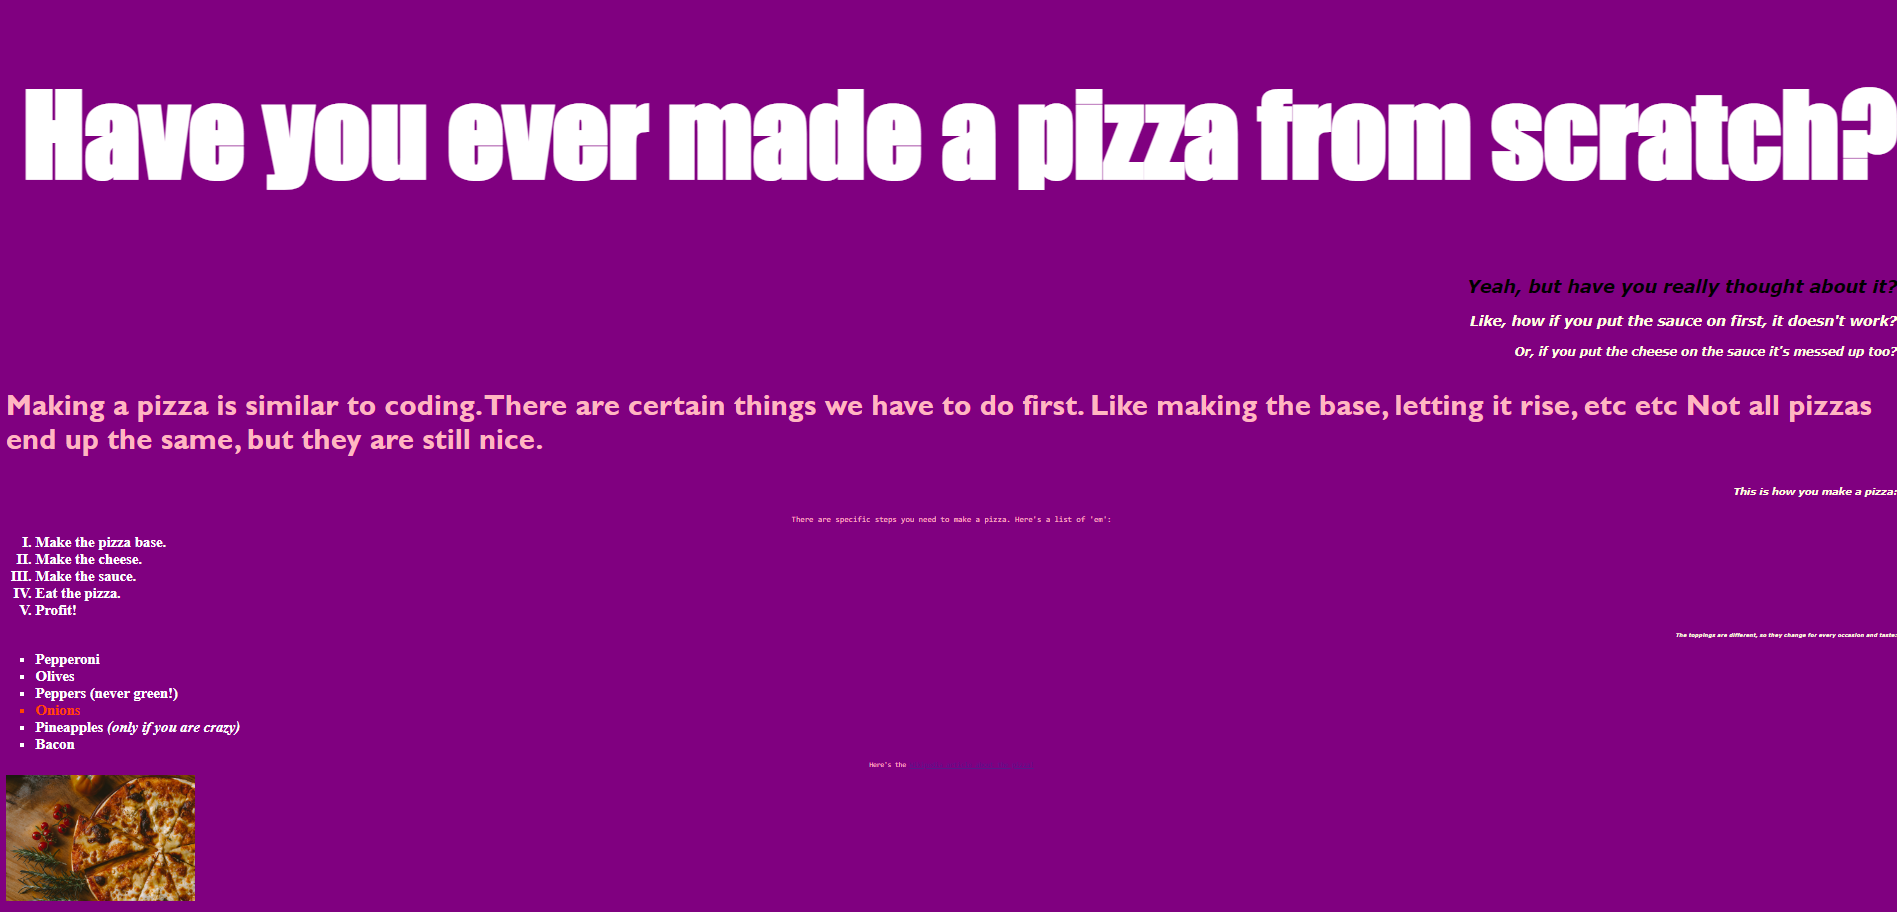 Have you ever made a pizza from scratch?
Yeah, but have you really thought about it?
Like, how if you put the sauce on first, it doesn't work?
Or, if you put the cheese on the sauce it's messed up too?
Making a pizza is similar to coding. There are certain things we have to do first. Like making the base, letting it rise, etc etc Not all pizzas
end up the same, but they are still nice.
This is how you make a pizza:
There are specific steps you need to make a pizza. Here's a list of 'em':
I. Make the pizza base.
II. Make the cheese.
III. Make the sauce.
IV. Eat the pizza.
V. Profit!
The toppings are different, so they change for every occasion and taste:
▪ Pepperoni
▪ Olives
▪ Peppers (never green!)
▪ Onions
▪ Pineapples (only if you are crazy)
▪ Bacon
Here's the